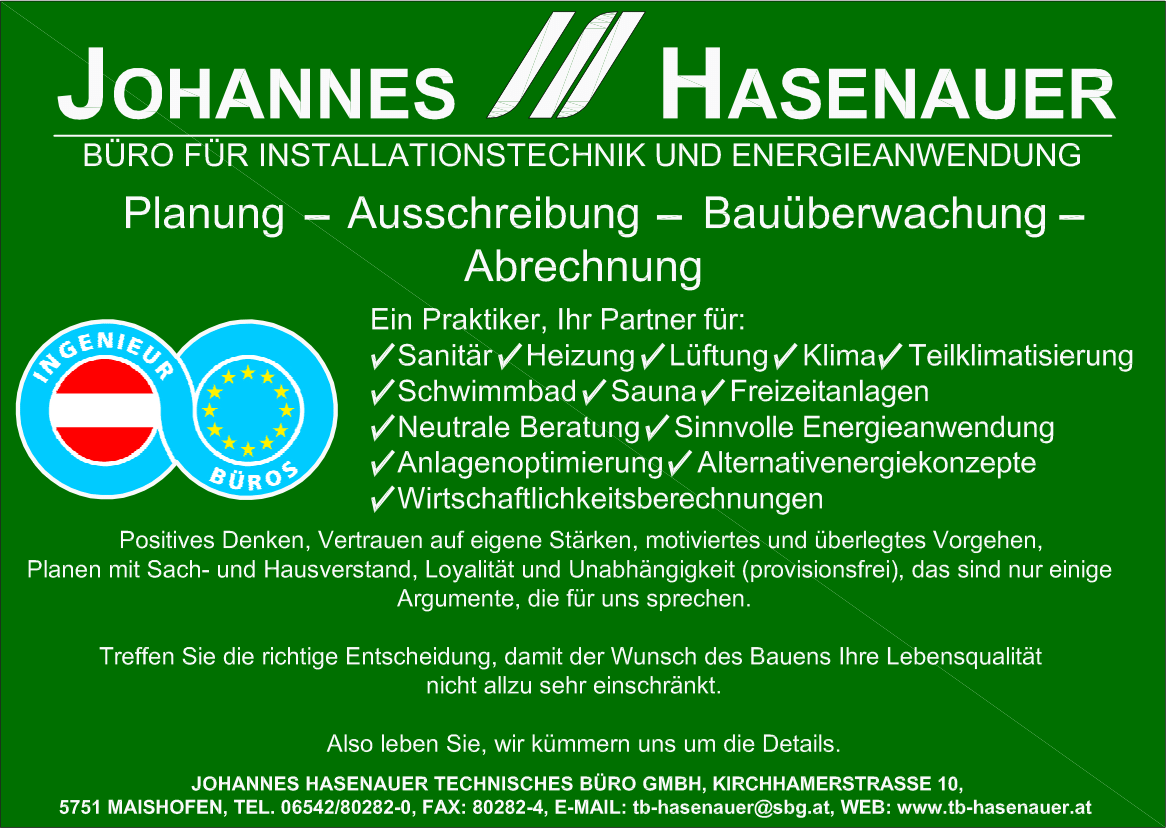 JOHANNES HASENAUER
BÜRO FÜR INSTALLATIONSTECHNIK UND ENERGIEANWENDUNG
Planung – Ausschreibung – Bauüberwachung –
Abrechnung
INGENIEUR
BÜROS
Ein Praktiker, Ihr Partner für:
✓Sanitär ✓Heizung ✓Lüftung ✓Klima ✓Teilklimatisierung
✓Schwimmbad ✓Sauna ✓Freizeitanlagen
✓Neutrale Beratung ✓Sinnvolle Energieanwendung
✓Anlagenoptimierung ✓Alternativenergiekonzepte
✓Wirtschaftlichkeitsberechnungen
Positives Denken, Vertrauen auf eigene Stärken, motiviertes und überlegtes Vorgehen,
Planen mit Sach- und Hausverstand, Loyalität und Unabhängigkeit (provisionsfrei), das sind nur einige
Argumente, die für uns sprechen.
Treffen Sie die richtige Entscheidung, damit der Wunsch des Bauens Ihre Lebensqualität
nicht allzu sehr einschränkt.
Also leben Sie, wir kümmern uns um die Details.
JOHANNES HASENAUER TECHNISCHES BÜRO GMBH, KIRCHHAMERSTRASSE 10,
5751 MAISHOFEN, TEL. 06542/80282-0, FAX: 80282-4, E-MAIL: tb-hasenauer@sbg.at, WEB: www.tb-hasenauer.at